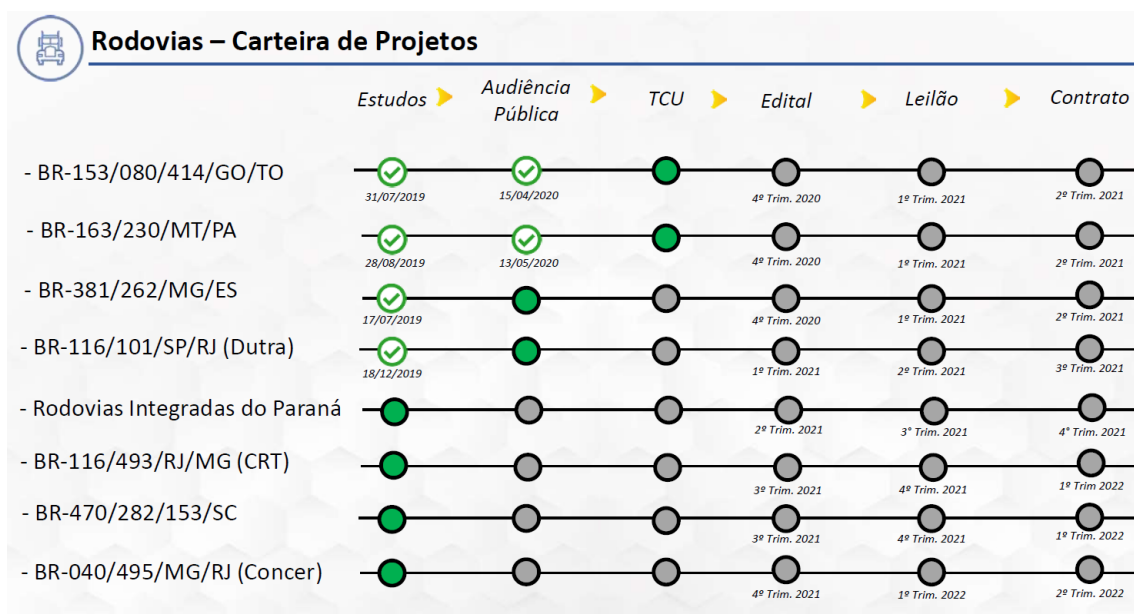 Rodovias – Carteira de Projetos
Estudos Audiência Pública TCU Edital Leilão Contrato
- BR-153/080/414/GO/TO
31/07/2019 15/04/2020 4º Trim. 2020 1º Trim. 2021 2º Trim. 2021
- BR-163/230/MT/PA
28/08/2019 13/05/2020 4º Trim. 2020 1º Trim. 2021 2º Trim. 2021
- BR-381/262/MG/ES
17/07/2019 4º Trim. 2020 1º Trim. 2021 2º Trim. 2021
- BR-116/101/SP/RJ (Dutra)
18/12/2019 1º Trim. 2021 2º Trim. 2021 3º Trim. 2021
- Rodovias Integradas do Paraná
2º Trim. 2021 3° Trim. 2021 4° Trim. 2021
- BR-116/493/RJ/MG (CRT)
3º Trim. 2021 4º Trim. 2021 1º Trim 2022
- BR-470/282/153/SC
3º Trim. 2021 4º Trim. 2021 1º Trim. 2022
- BR-040/495/MG/RJ (Concer)
4º Trim. 2021 1º Trim. 2022 2º Trim. 2022